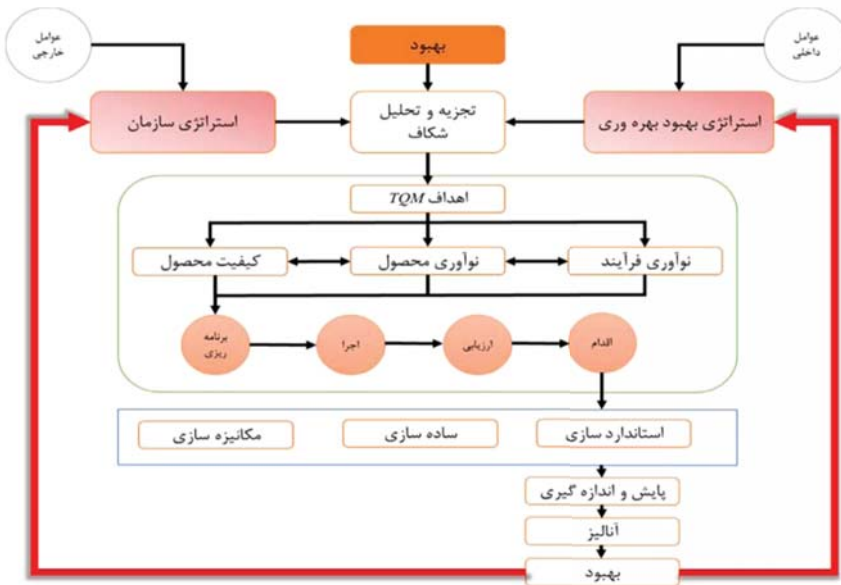 عوامل
داخلی
بهبود
عوامل
خارجی
استراتژی بهبود بهره وری
تجزیه و تحلیل
شکاف
استراتژی سازمان
اهداف TQM
نوآوری فرآیند
نوآوری محصول
کیفیت محصول
برنامه
ریزی
اجرا
ارزیابی
اقدام
استاندارد سازی
ساده سازی
مکانیزه سازی
پایش و اندازه گیری
آنالیز
بهبود